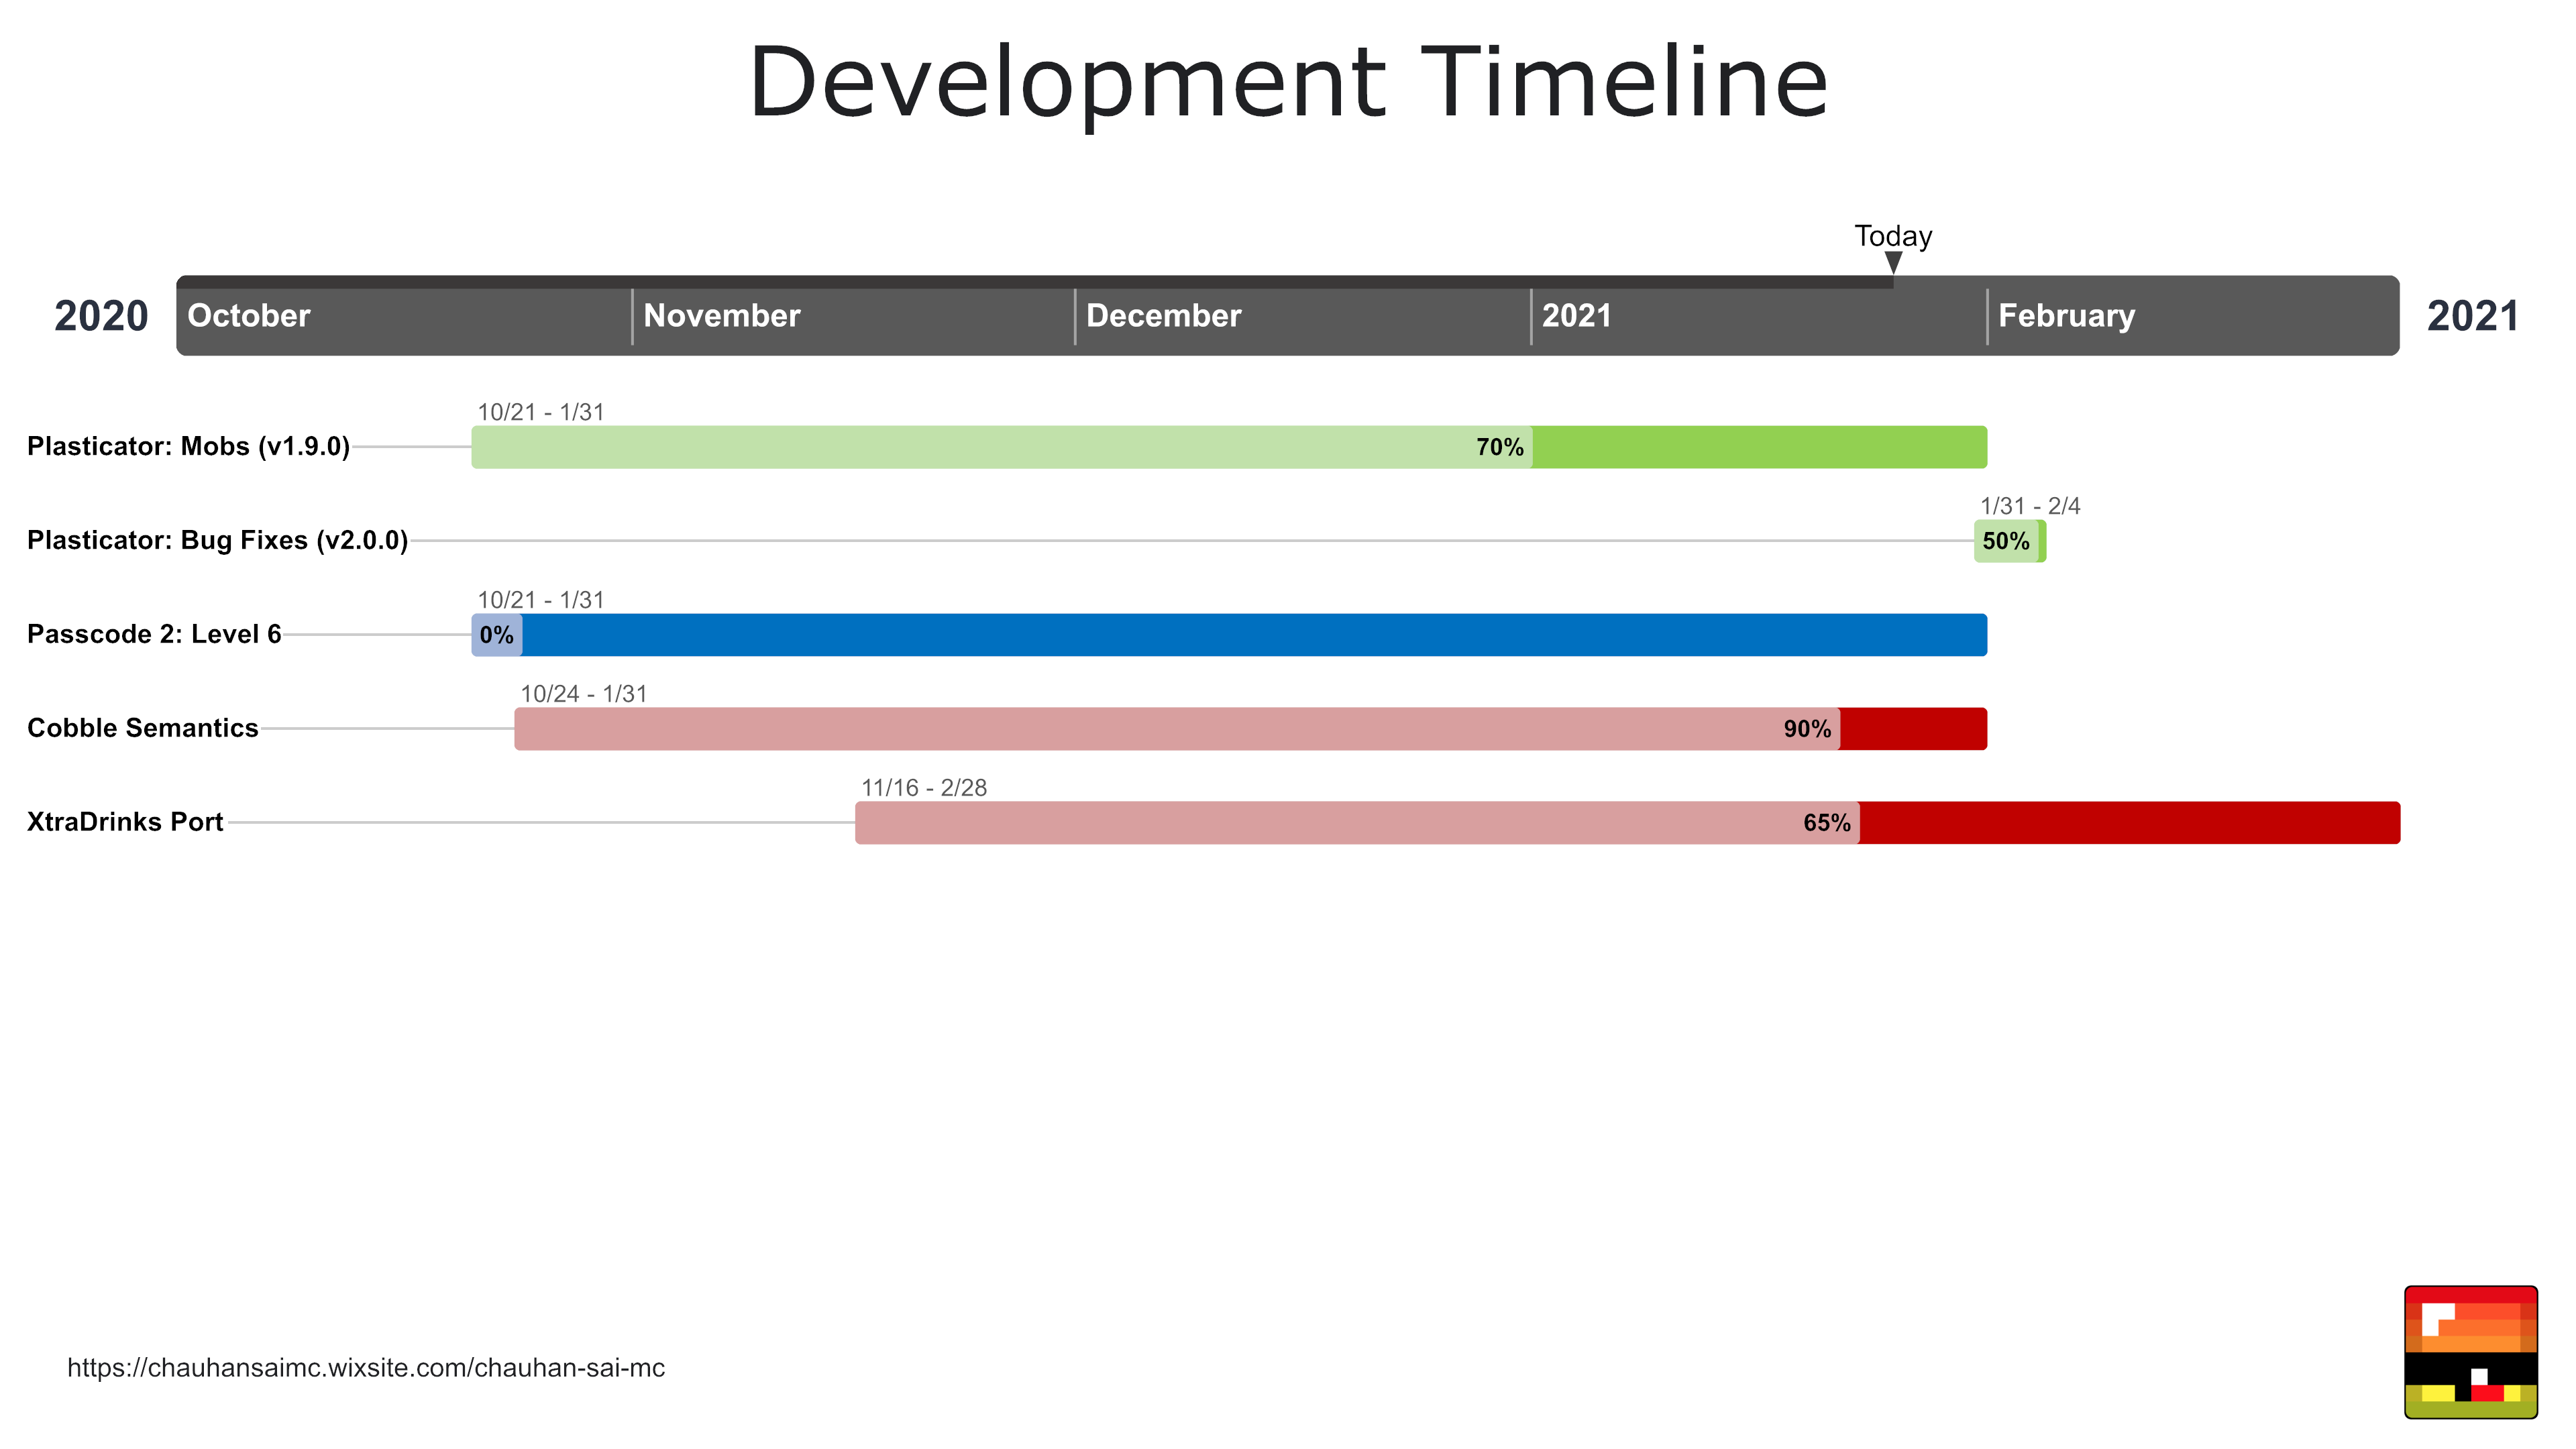 Development Timeline
Today
2020 October November December 2021 February 2021
10/21 - 1/31
Plasticator: Mobs (v1.9.0) 70%
1/31 - 2/4
Plasticator: Bug Fixes (v2.0.0) 50%
10/21 - 1/31
Passcode 2: Level 6 0%
10/24 - 1/31
Cobble Semantics 90%
11/16 - 2/28
XtraDrinks Port 65%
https://chauhansaimc.wixsite.com/chauhan-sai-mc